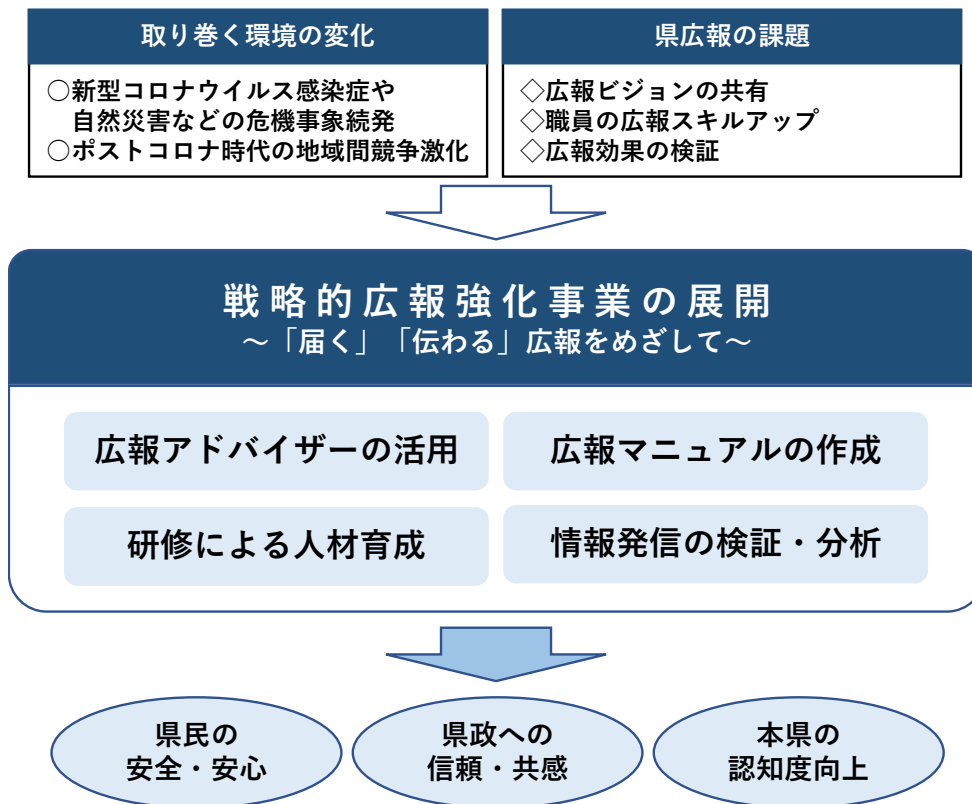 取り巻く環境の変化
○新型コロナウイルス感染症や
自然災害などの危機事象続発
○ポストコロナ時代の地域間競争激化
県広報の課題
◇広報ビジョンの共有
◇職員の広報スキルアップ
◇広報効果の検証
戦略的広報強化事業の展開
～「届く」「伝わる」広報をめざして～
広報アドバイザーの活用
広報マニュアルの作成
研修による人材育成
情報発信の検証・分析
県民の
安全・安心
県政への
信頼・共感
本県の
認知度向上